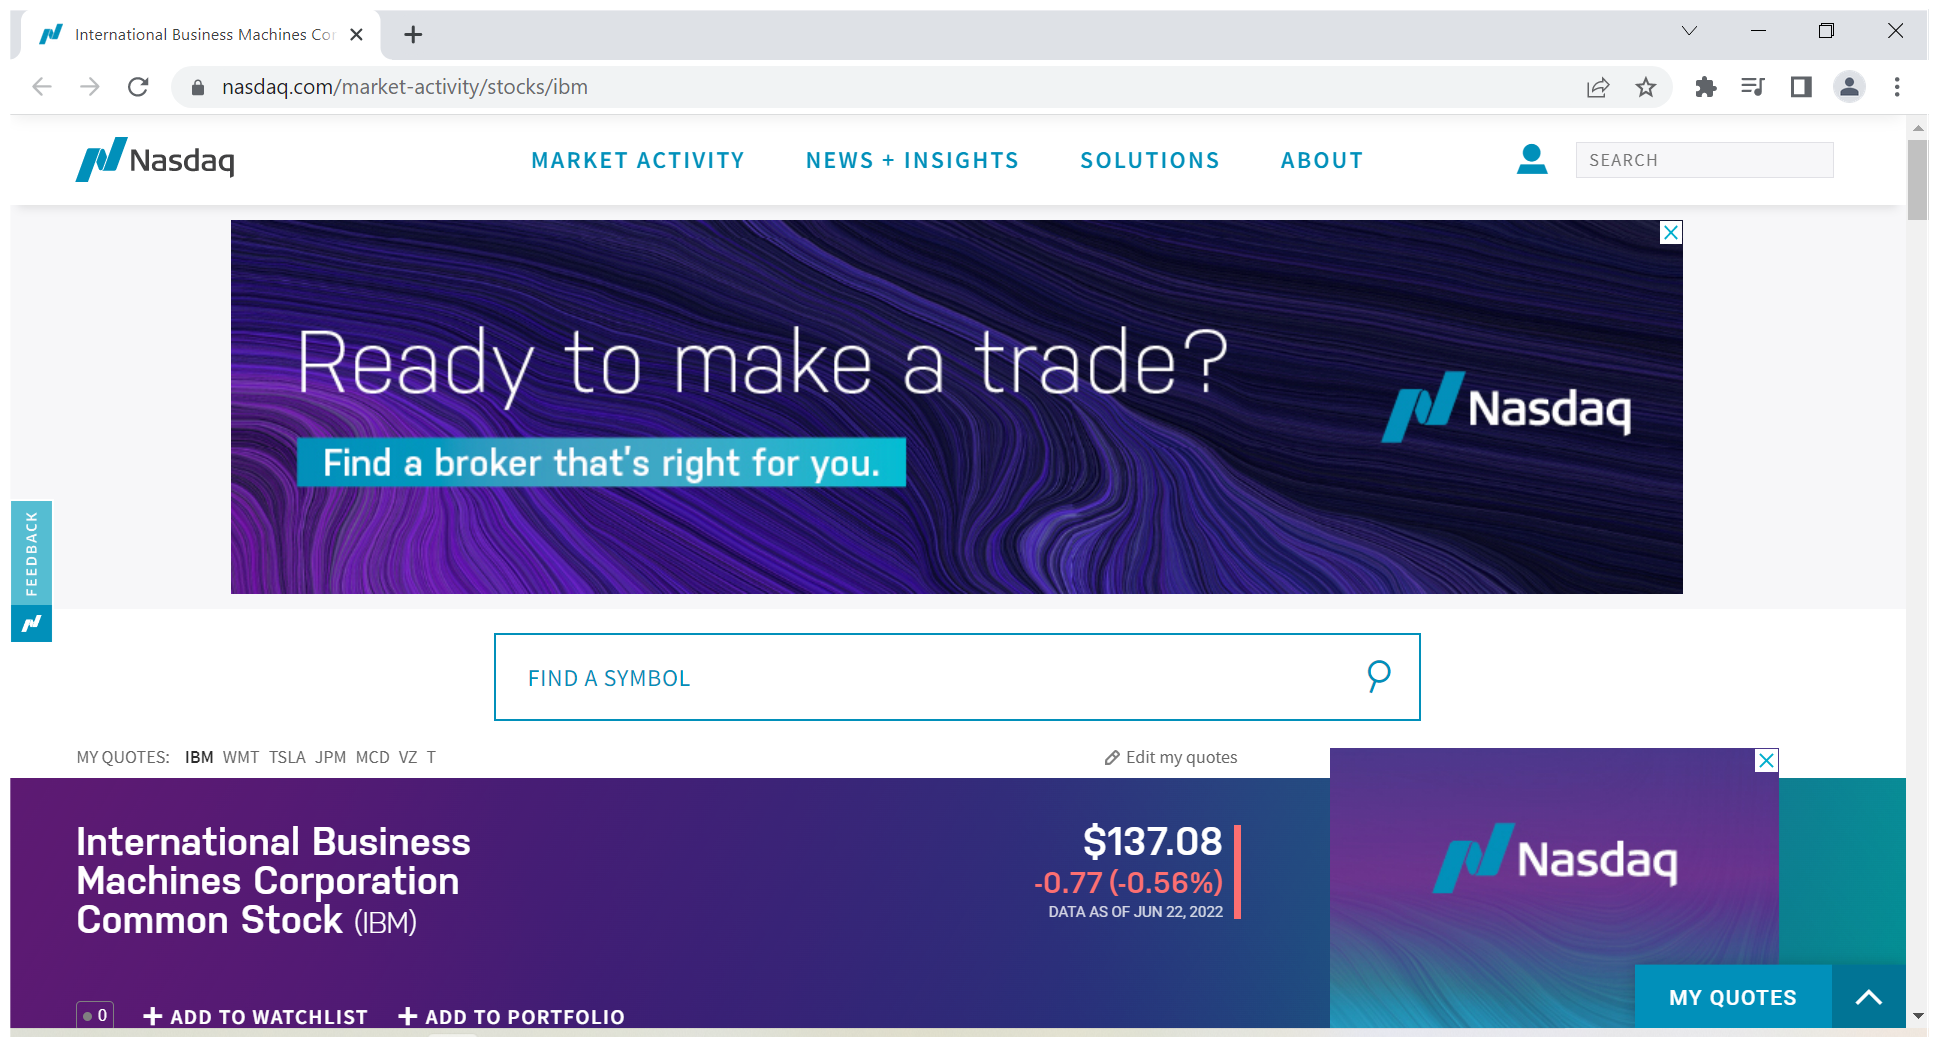 International Business Machines Cor
nasdaq.com/market-activity/stocks/ibm
Nasdaq
MARKET ACTIVITY
NEWS + INSIGHTS
SOLUTIONS
ABOUT
SEARCH
Ready to make a trade?
Find a broker that's right for you.
Nasdaq
FEEDBACK
FIND A SYMBOL
MY QUOTES: IBM WMT TSLA JPM MCD VZ T
Edit my quotes
International Business
Machines Corporation
Common Stock (IBM)
$137.08
-0.77 (-0.56%)
DATA AS OF JUN 22, 2022
Nasdaq
0
ADD TO WATCHLIST
ADD TO PORTFOLIO
MY QUOTES